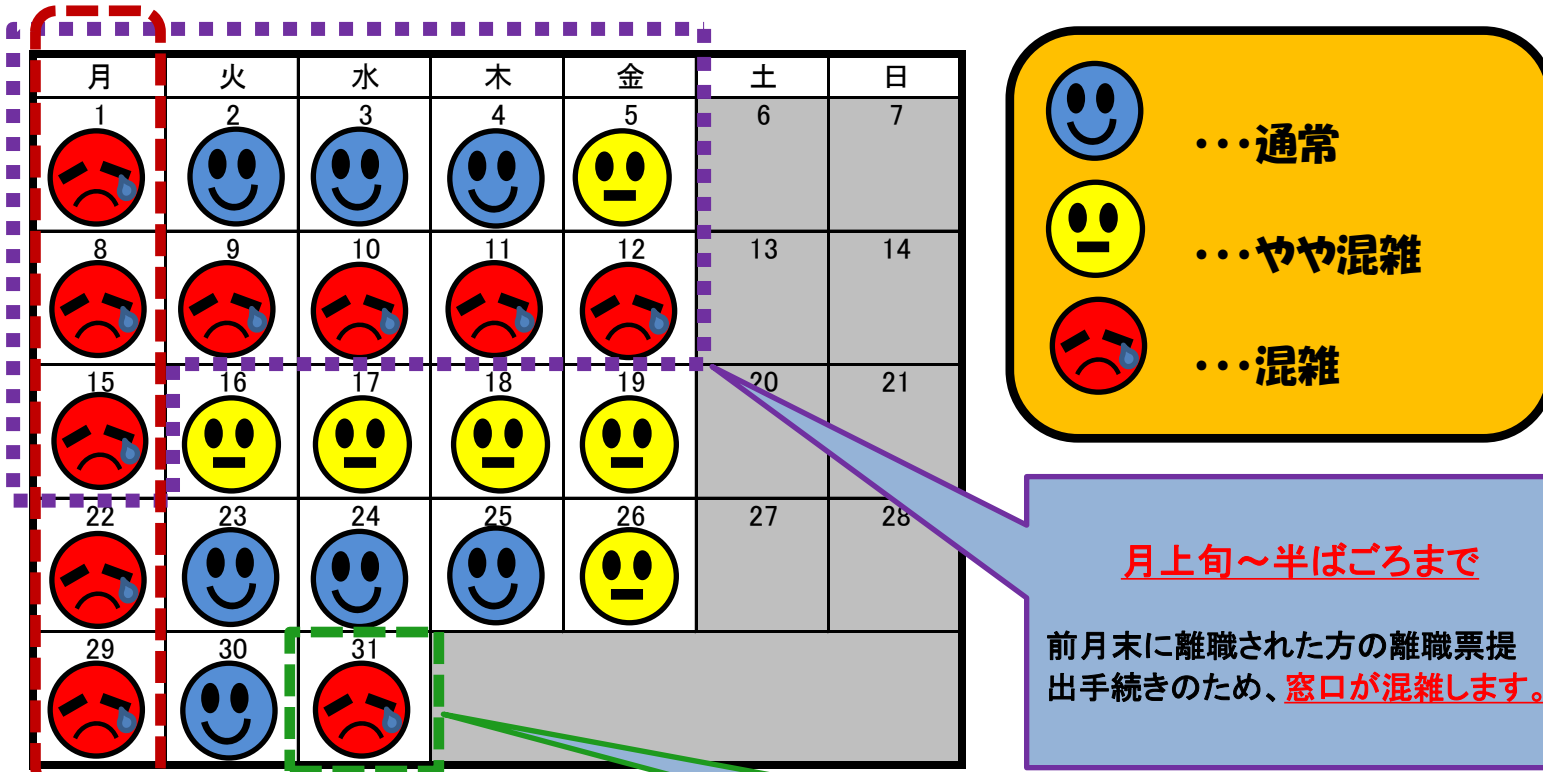 月 火 水 木 金 土 日
1 2 3 4 5 6 7
8 9 10 11 12 13 14
15 16 17 18 19 20 21
22 23 24 25 26 27 28
29 30 31
・・・通常
・・・やや混雑
・・・混雑
月上旬～半ばごろまで
前月末に離職された方の離職票提
出手続きのため、窓口が混雑します。